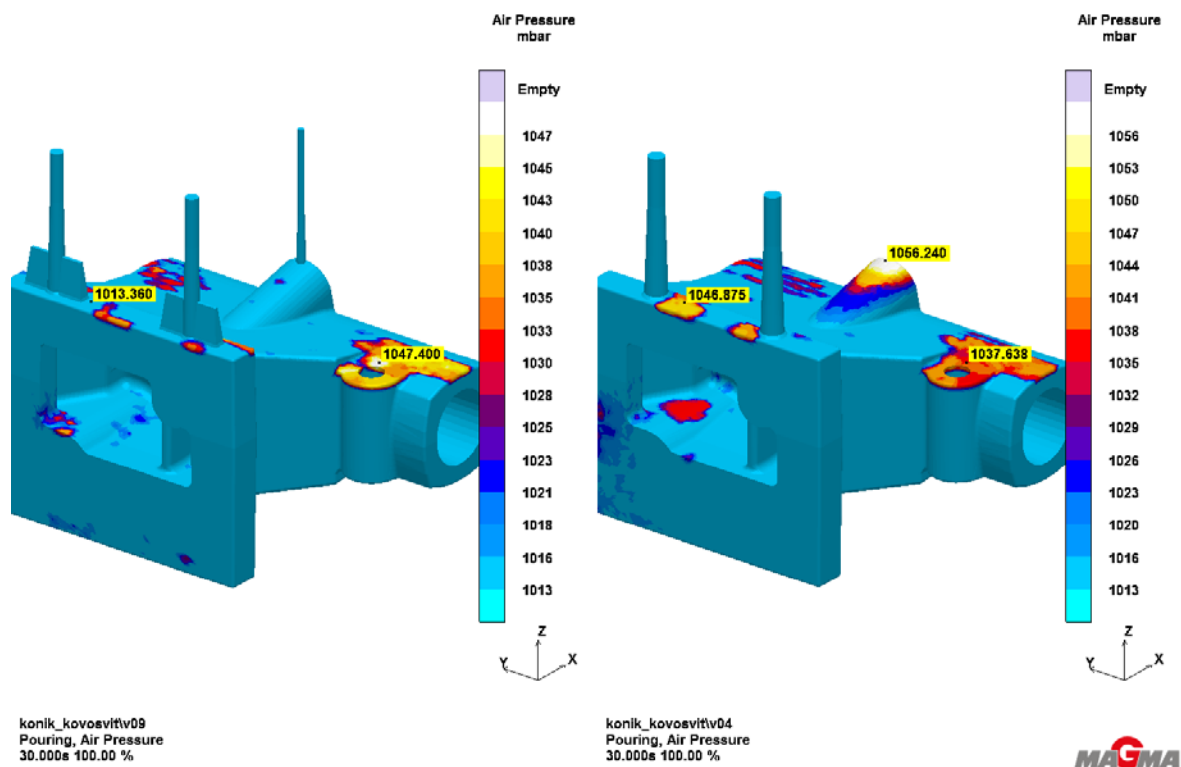 Air Pressure
mbar
Empty
1047
1045
1043
1040
1038
1035
1033
1030
1028
1025
1023
1021
1018
1016
1013
1013.360
1047.400
Z
Y
X
konik_kovosvit\v09
Pouring, Air Pressure
30.000s 100.00 %
Air Pressure
mbar
Empty
1056
1053
1050
1047
1044
1041
1038
1035
1032
1029
1026
1023
1020
1016
1013
1056.240
1046.875
1037.638
Z
Y
X
konik_kovosvit\v04
Pouring, Air Pressure
30.000s 100.00 %
MAGMA